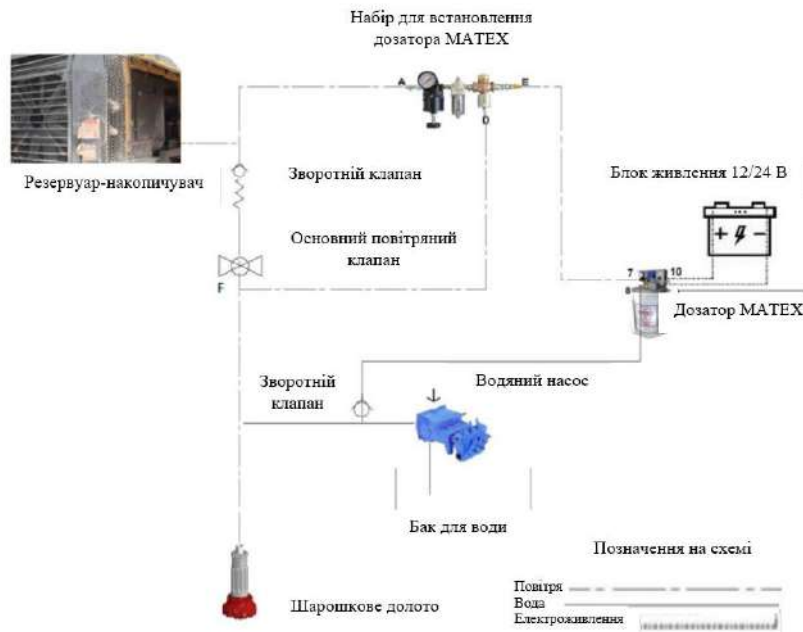 Набір для встановлення
дозатора MATEX
A
E
D
Резервуар-накопичувач
Зворотній клапан
Блок живлення 12/24 В
Основний повітряний
клапан
F
7
10
Дозатор MATEX
Зворотній
клапан
Водяний насос
Бак для води
Шарошкове долото
Позначення на схемі
Повітря
Вода
Електроживлення